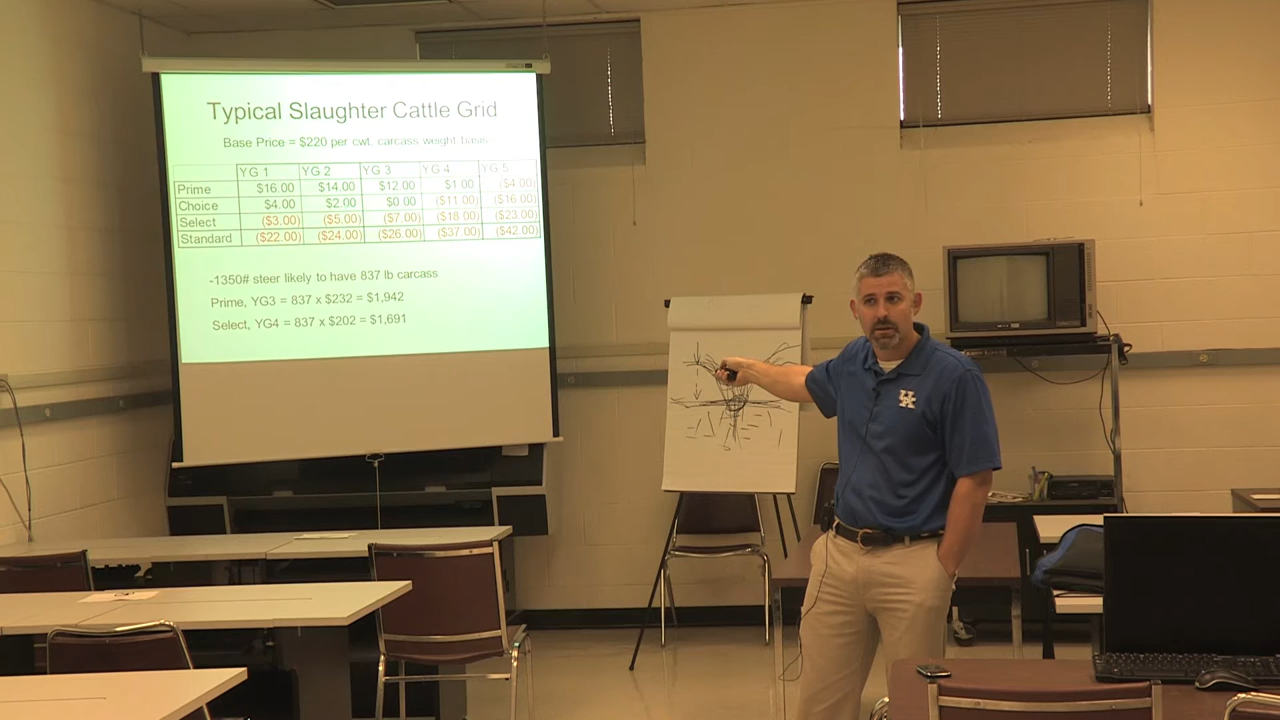 Typical Slaughter Cattle Grid
Base Price = $220 per cwt. carcass weight basis
YG 1 YG 2 YG 3 YG 4 YG 5
Prime $16.00 $14.00 $12.00 $1.00 ($4.00)
Choice $4.00 $2.00 $0.00 ($11.00) ($16.00)
Select ($3.00) ($5.00) ($7.00) ($18.00) ($23.00)
Standard ($22.00) ($24.00) ($26.00) ($37.00) ($42.00)
-1350# steer likely to have 837 lb carcass
Prime, YG3 = 837 x $232 = $1,942
Select, YG4 = 837 x $202 = $1,691
UK